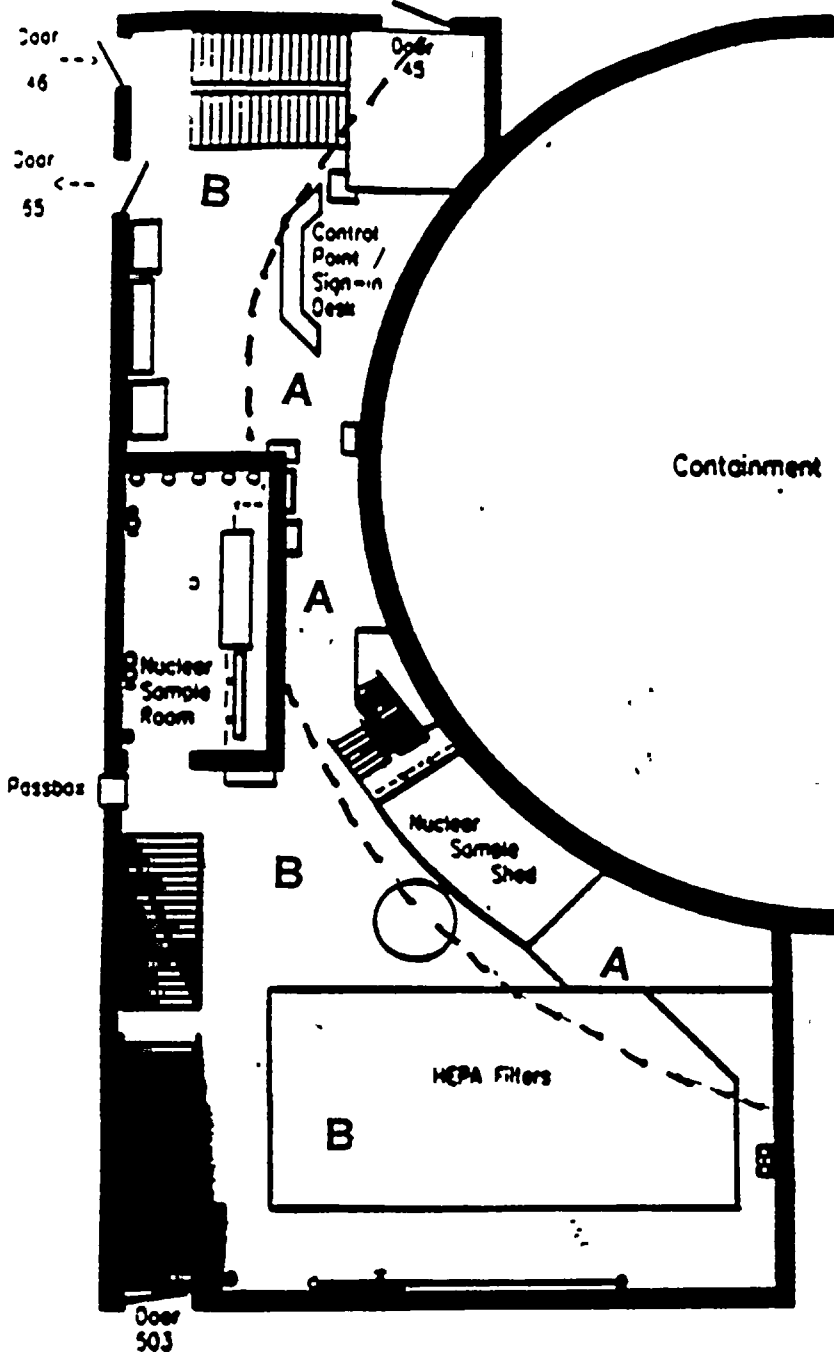 Door
46
Door
45
Door
55
B
Control
Point /
Sign-in
Desk
A
Containment
A
Nuclear
Sample
Room
Passbox
Nuclear
Sample
Shed
B
A
HEPA Filters
B
Door
503